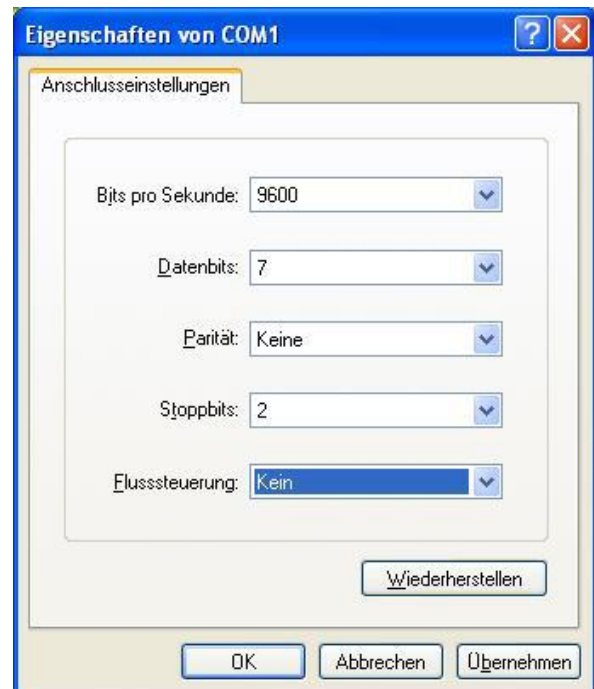 Eigenschaften von COM1
Anschlusseinstellungen
Bits pro Sekunde: 9600
Datenbits: 7
Parität: Keine
Stoppbits: 2
Flusssteuerung: Kein
Wiederherstellen
OK Abbrechen Übernehmen